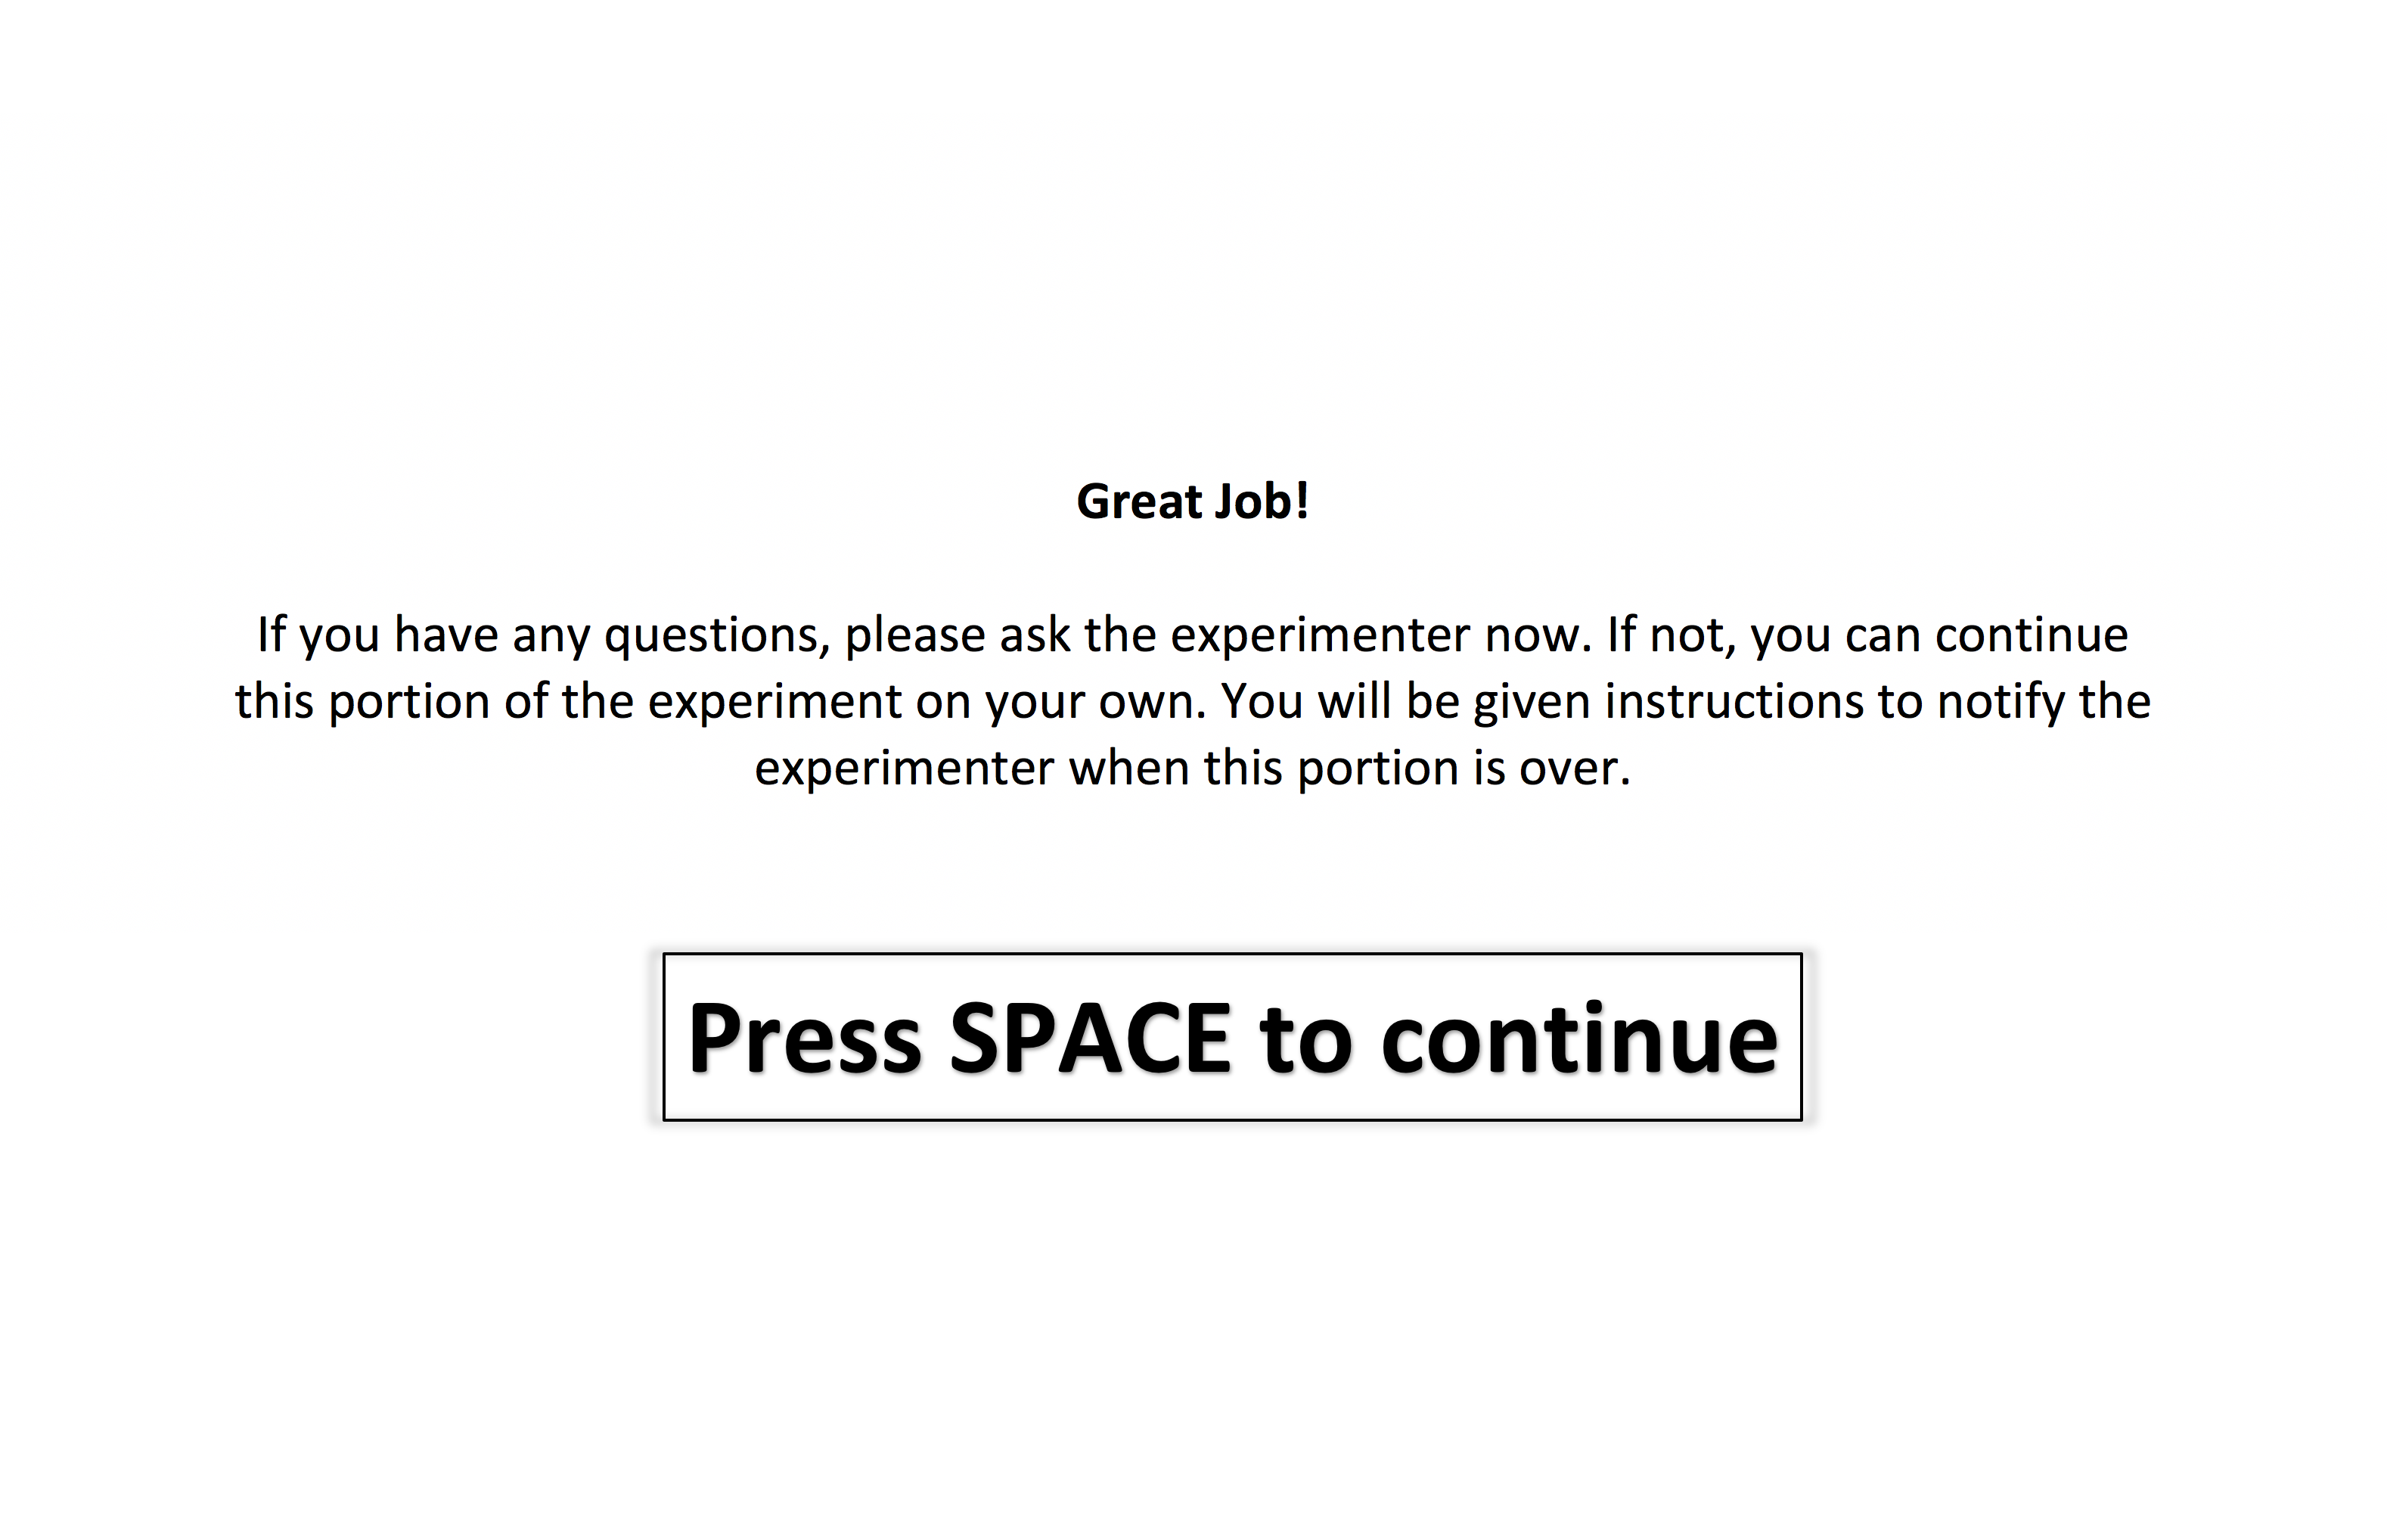 Great Job!
If you have any questions, please ask the experimenter now. If not, you can continue
this portion of the experiment on your own. You will be given instructions to notify the
experimenter when this portion is over.
Press SPACE to continue